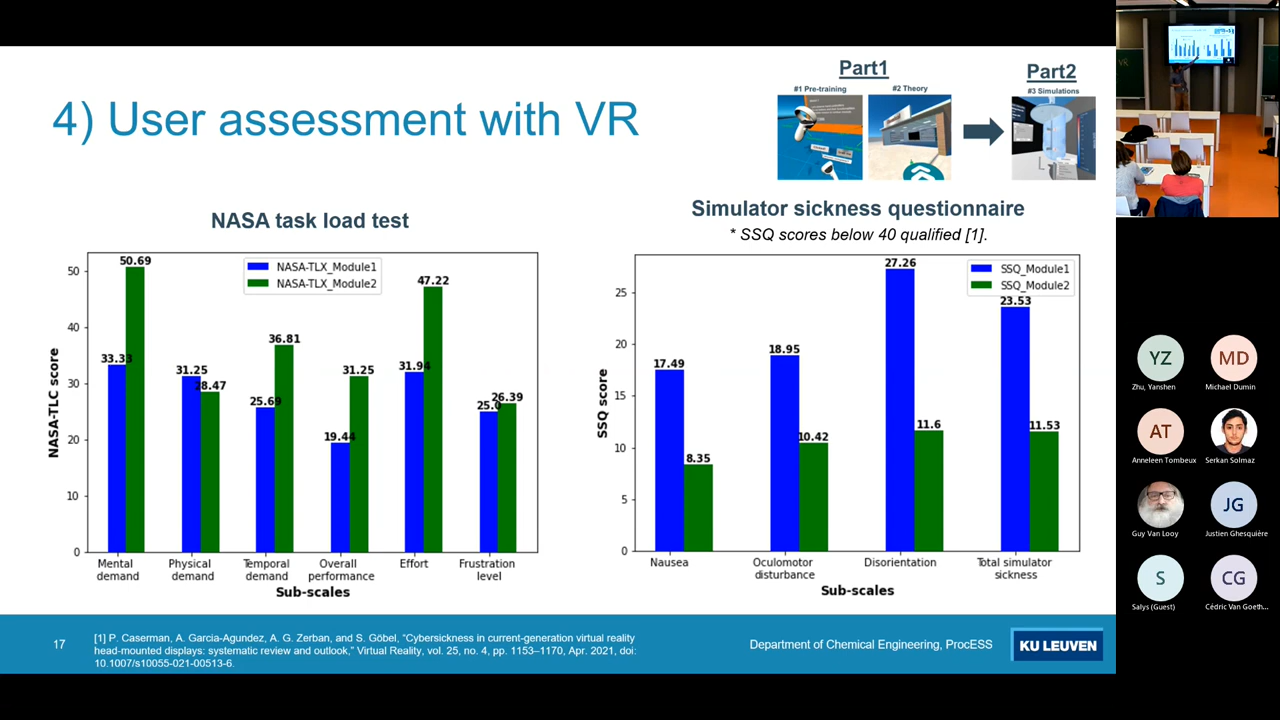 4) User assessment with VR
Part1
#1 Pre-training
#2 Theory
Part2
#3 Simulations
NASA task load test
NASA-TLX_Module1
NASA-TLX_Module2
NASA-TLC score
50
40
30
20
10
0
33.33
50.69
31.25
28.47
25.69
36.81
19.44
31.25
31.94
47.22
25.0
26.39
Mental
demand
Physical
demand
Temporal
demand
Overall
performance
Effort
Frustration
level
Sub-scales
Simulator sickness questionnaire
* SSQ scores below 40 qualified [1].
SSQ_Module1
SSQ_Module2
SSQ score
25
20
15
10
5
0
17.49
8.35
18.95
10.42
27.26
11.6
23.53
11.53
Nausea
Oculomotor
disturbance
Disorientation
Total simulator
sickness
Sub-scales
17
[1] P. Caserman, A. Garcia-Agundez, A. G. Zerban, and S. Göbel, "Cybersickness in current-generation virtual reality
head-mounted displays: systematic review and outlook," Virtual Reality, vol. 25, no. 4, pp. 1153–1170, Apr. 2021, doi:
10.1007/s10055-021-00513-6.
Department of Chemical Engineering, ProcESS
KU LEUVEN
YZ
Zhu, Yanshen
MD
Michael Dumin
AT
Anneleen Tombeux
Serkan Solmaz
Guy Van Looy
JG
Justien Ghesquière
S
Salys (Guest)
CG
Cédric Van Goeth...